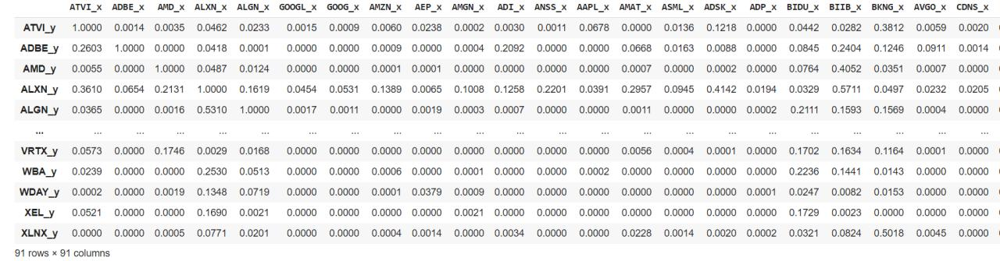 ATVI_x ADBE_x AMD_x ALXN_x ALGN_x GOOGL_x GOOG_x AMZN_x AEP_x AMGN_x ADI_x ANSS_x AAPL_x AMAT_x ASML_x ADSK_x ADP_x BIDU_x BIIB_x BKNG_x AVGO_x CDNS_x
ATVI_y 1.0000 0.0014 0.0035 0.0462 0.0233 0.0015 0.0009 0.0060 0.0238 0.0002 0.0030 0.0011 0.0678 0.0000 0.0136 0.1218 0.0000 0.0442 0.0282 0.3812 0.0059 0.0020
ADBE_y 0.2603 1.0000 0.0000 0.0418 0.0001 0.0000 0.0000 0.0009 0.0000 0.0004 0.2092 0.0000 0.0000 0.0668 0.0163 0.0088 0.0000 0.0845 0.2404 0.1246 0.0911 0.0014
AMD_y 0.0055 0.0000 1.0000 0.0487 0.0124 0.0000 0.0000 0.0001 0.0001 0.0000 0.0000 0.0000 0.0000 0.0007 0.0000 0.0002 0.0000 0.0764 0.4052 0.0351 0.0007 0.0000
ALXN_y 0.3610 0.0654 0.2131 1.0000 0.1619 0.0454 0.0531 0.1389 0.0065 0.1008 0.1258 0.2201 0.0391 0.2957 0.0945 0.4142 0.0194 0.0329 0.5711 0.0497 0.0232 0.0205
ALGN_y 0.0365 0.0000 0.0016 0.5310 1.0000 0.0017 0.0011 0.0000 0.0019 0.0003 0.0007 0.0000 0.0000 0.0011 0.0000 0.0000 0.0002 0.2111 0.1593 0.1569 0.0004 0.0000
... ... ... ... ... ... ... ... ... ... ... ... ... ... ... ... ... ... ... ... ... ... ...
VRTX_y 0.0573 0.0000 0.1746 0.0029 0.0168 0.0000 0.0000 0.0000 0.0000 0.0000 0.0000 0.0000 0.0000 0.0056 0.0004 0.0001 0.0000 0.1702 0.1634 0.1164 0.0001 0.0000
WBA_y 0.0239 0.0000 0.0000 0.2530 0.0513 0.0000 0.0000 0.0006 0.0000 0.0001 0.0000 0.0000 0.0002 0.0000 0.0000 0.0000 0.0000 0.2236 0.1441 0.0143 0.0000 0.0000
WDAY_y 0.0002 0.0000 0.0019 0.1348 0.0719 0.0000 0.0000 0.0001 0.0379 0.0009 0.0000 0.0000 0.0000 0.0000 0.0000 0.0000 0.0001 0.0247 0.0082 0.0153 0.0000 0.0000
XEL_y 0.0521 0.0000 0.0000 0.1690 0.0021 0.0000 0.0000 0.0000 0.0000 0.0021 0.0000 0.0000 0.0000 0.0000 0.0000 0.0000 0.0000 0.1729 0.0023 0.0000 0.0000 0.0000
XLNX_y 0.0000 0.0000 0.0005 0.0771 0.0201 0.0000 0.0000 0.0004 0.0014 0.0000 0.0034 0.0000 0.0000 0.0228 0.0014 0.0020 0.0002 0.0321 0.0824 0.5018 0.0045 0.0000
91 rows × 91 columns